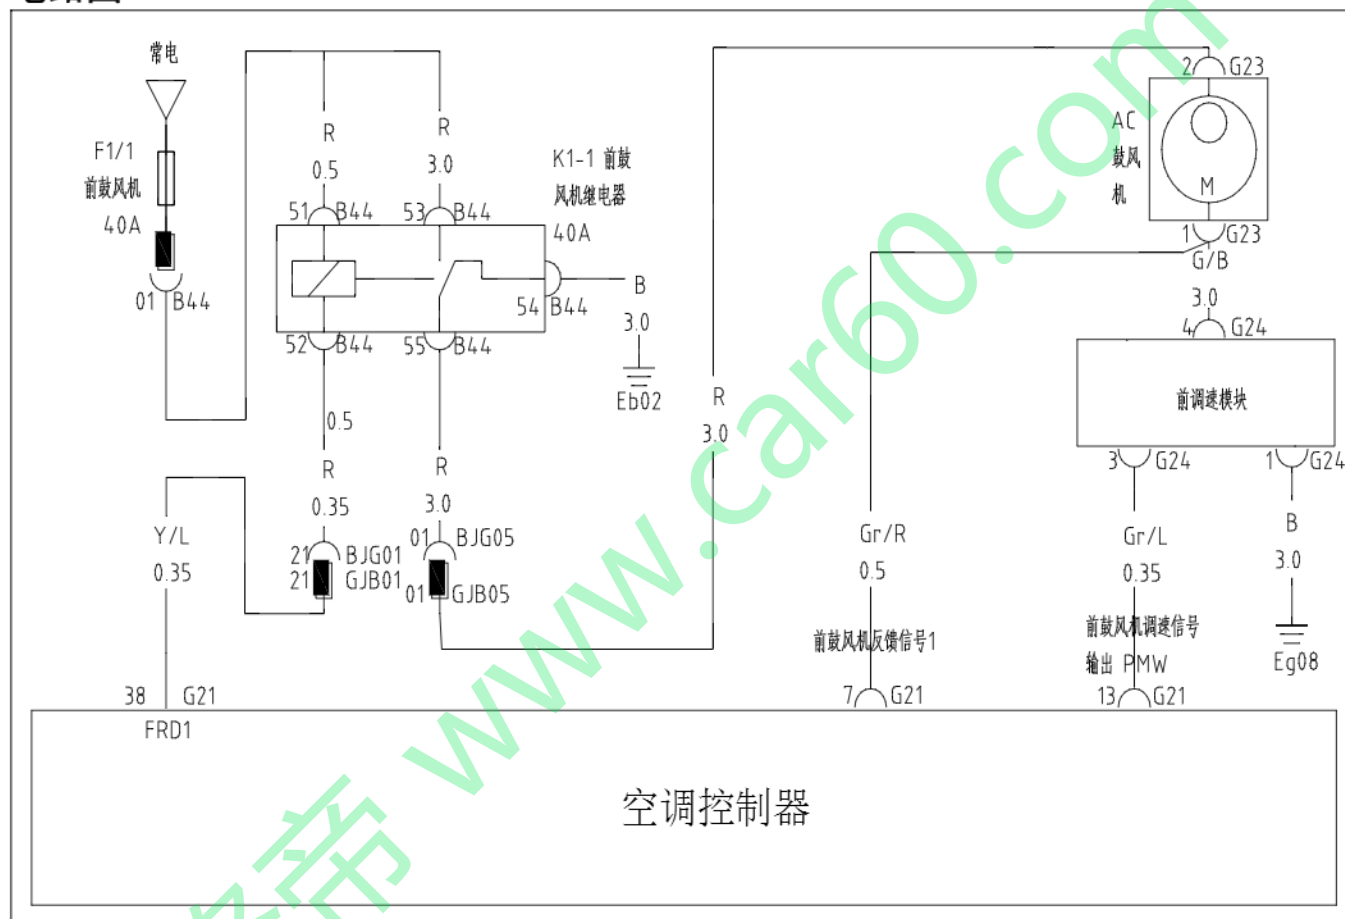 常电
F1/1
前鼓风机
40A
01 B44
R
0.5
R
3.0
51 B44
53 B44
K1-1 前鼓
风机继电器
40A
54 B44
B
3.0
Eb02
52 B44
55 B44
0.5
R
0.35
R
3.0
21 BJG01
21 GJB01
01 BJG05
01 GJB05
Y/L
0.35
R
3.0
2 G23
AC
鼓风
机
M
1 G23
G/B
3.0
4 G24
前调速模块
3 G24
1 G24
Gr/R
0.5
Gr/L
0.35
B
3.0
Eg08
前鼓风机反馈信号1
前鼓风机调速信号
输出 PMW
38 G21
FRD1
7 G21
13 G21
空调控制器
www.car60.com